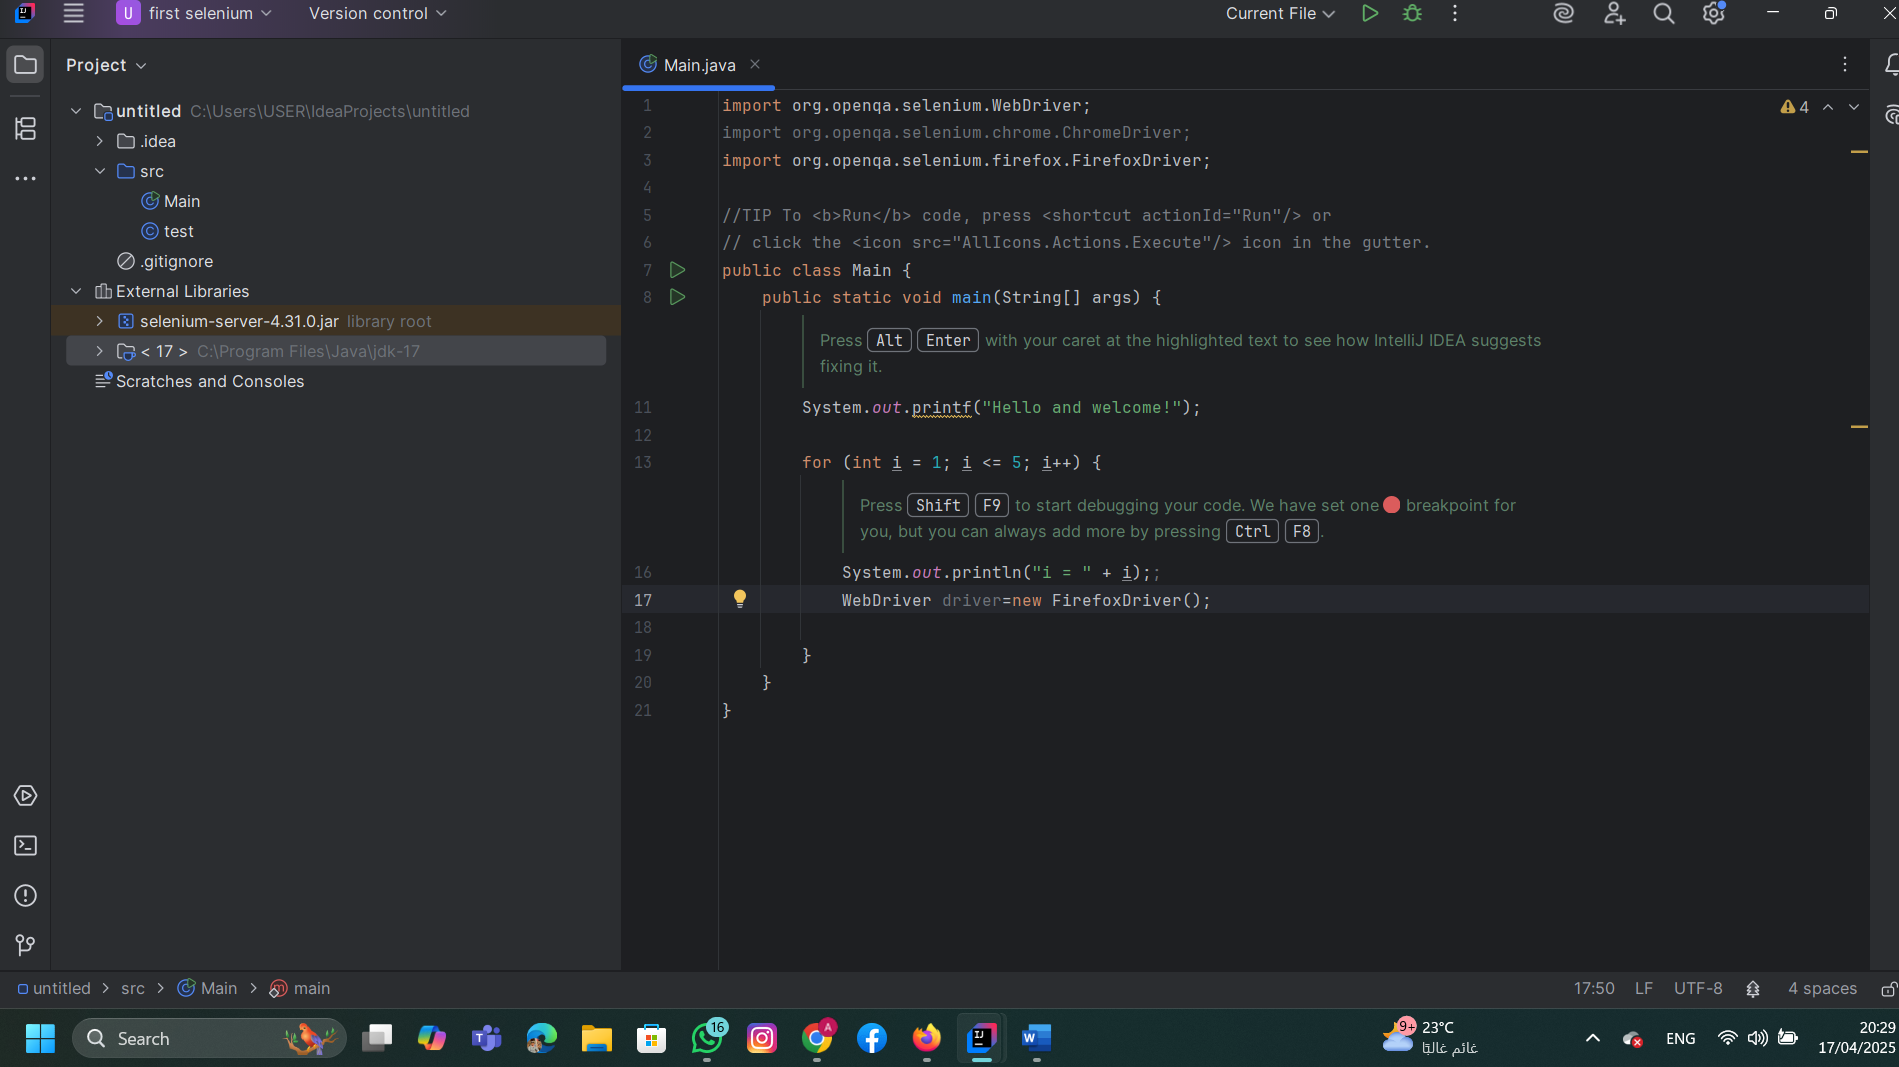 U first selenium Version control Current File
Project
Main.java
untitled C:\Users\USER\IdeaProjects\untitled
.idea
src
Main
test
.gitignore
External Libraries
selenium-server-4.31.0.jar library root
< 17 > C:\Program Files\Java\jdk-17
Scratches and Consoles
4
1 import org.openqa.selenium.WebDriver;
2 import org.openqa.selenium.chrome.ChromeDriver;
3 import org.openqa.selenium.firefox.FirefoxDriver;
4
5 //TIP To <b>Run</b> code, press <shortcut actionId="Run"/> or
6 // click the <icon src="AllIcons.Actions.Execute"/> icon in the gutter.
7 public class Main {
8 public static void main(String[] args) {
Press Alt Enter with your caret at the highlighted text to see how IntelliJ IDEA suggests
fixing it.
11 System.out.printf("Hello and welcome!");
12
13 for (int i = 1; i <= 5; i++) {
Press Shift F9 to start debugging your code. We have set one breakpoint for
you, but you can always add more by pressing Ctrl F8.
16 System.out.println("i = " + i);;
17 WebDriver driver=new FirefoxDriver();
18
19 }
20 }
21 }
untitled > src > Main > main 17:50 LF UTF-8 4 spaces
Search
16
A
9+ 23°C
غائم غالبًا
ENG
20:29
17/04/2025